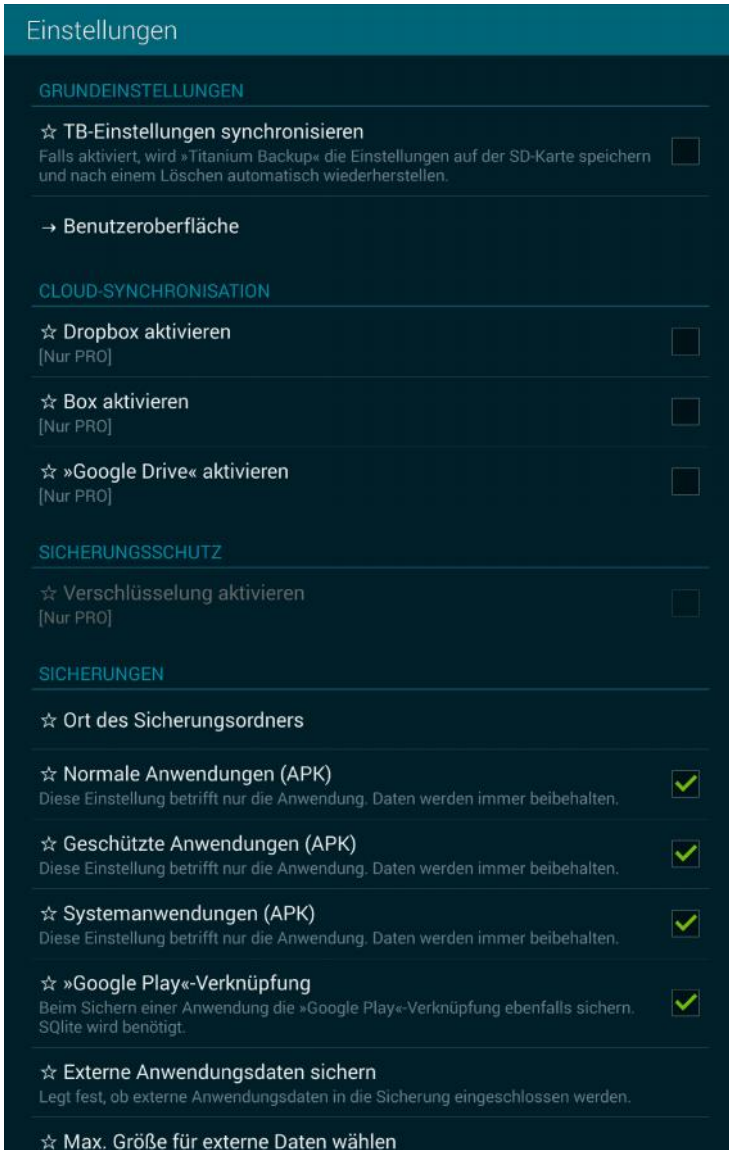 Einstellungen
GRUNDEINSTELLUNGEN
☆ TB-Einstellungen synchronisieren
Falls aktiviert, wird »Titanium Backup« die Einstellungen auf der SD-Karte speichern
und nach einem Löschen automatisch wiederherstellen.
→ Benutzeroberfläche
CLOUD-SYNCHRONISATION
☆ Dropbox aktivieren
[Nur PRO]
☆ Box aktivieren
[Nur PRO]
☆ »Google Drive« aktivieren
[Nur PRO]
SICHERUNGSSCHUTZ
☆ Verschlüsselung aktivieren
[Nur PRO]
SICHERUNGEN
☆ Ort des Sicherungsordners
☆ Normale Anwendungen (APK)
Diese Einstellung betrifft nur die Anwendung. Daten werden immer beibehalten.
☆ Geschützte Anwendungen (APK)
Diese Einstellung betrifft nur die Anwendung. Daten werden immer beibehalten.
☆ Systemanwendungen (APK)
Diese Einstellung betrifft nur die Anwendung. Daten werden immer beibehalten.
☆ »Google Play«-Verknüpfung
Beim Sichern einer Anwendung die »Google Play«-Verknüpfung ebenfalls sichern.
SQlite wird benötigt.
☆ Externe Anwendungsdaten sichern
Legt fest, ob externe Anwendungsdaten in die Sicherung eingeschlossen werden.
☆ Max. Größe für externe Daten wählen